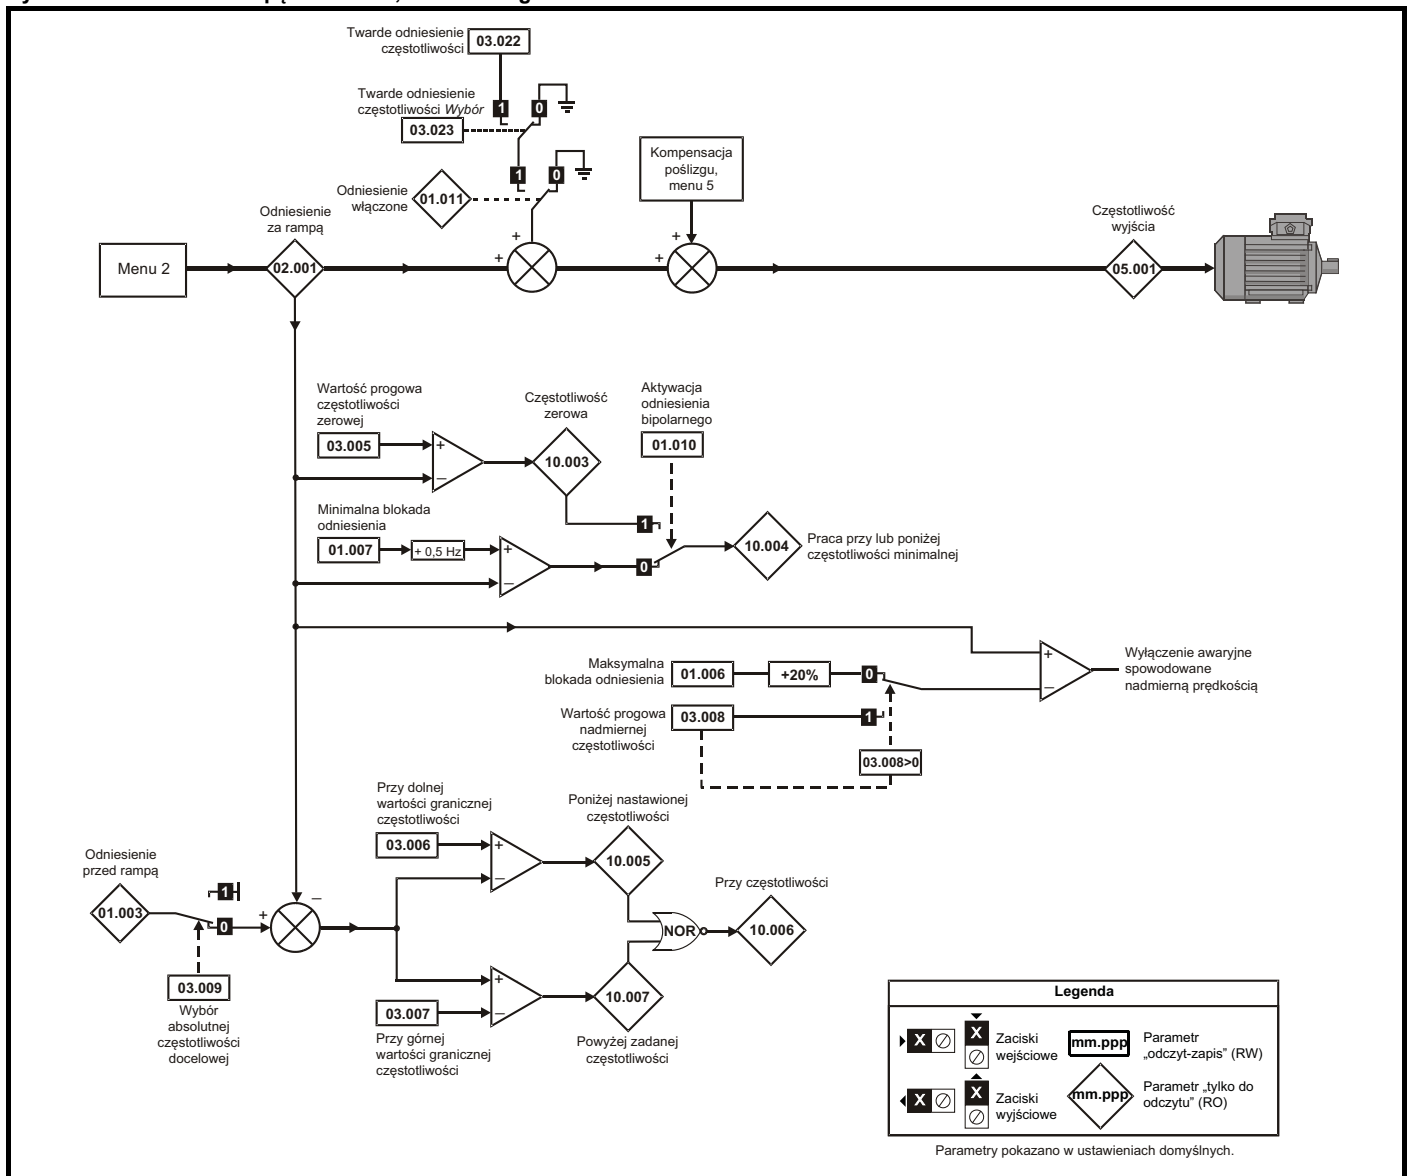 Twarde odniesienie
częstotliwości
03.022
Twarde odniesienie
częstotliwości Wybór
1
0
03.023
1
0
Kompensacja
poślizgu,
menu 5
Odniesienie
włączone
01.011
Odniesienie
za rampą
Częstotliwość
wyjścia
+
+
+
+
Menu 2
02.001
05.001
Wartość progowa
częstotliwości
zerowej
03.005
+
–
Częstotliwość
zerowa
10.003
Aktywacja
odniesienia
bipolarnego
01.010
Minimalna blokada
odniesienia
01.007
+ 0,5 Hz
+
–
1
0
10.004
Praca przy lub poniżej
częstotliwości minimalnej
Maksymalna
blokada odniesienia
01.006
+20%
0
+
–
Wyłączenie awaryjne
spowodowane
nadmierną prędkością
Wartość progowa
nadmiernej
częstotliwości
03.008
1
03.008>0
Przy dolnej
wartości granicznej
częstotliwości
03.006
+
–
Poniżej nastawionej
częstotliwości
10.005
Odniesienie
przed rampą
01.003
1
0
+
–
Przy częstotliwości
NOR
10.006
03.009
Wybór
absolutnej
częstotliwości
docelowej
03.007
+
–
10.007
Przy górnej
wartości granicznej
częstotliwości
Powyżej zadanej
częstotliwości
Legenda
X
X
Zaciski
wejściowe
mm.ppp
Parametr
„odczyt-zapis” (RW)
X
X
Zaciski
wyjściowe
mm.ppp
Parametr „tylko do
odczytu” (RO)
Parametry pokazano w ustawieniach domyślnych.